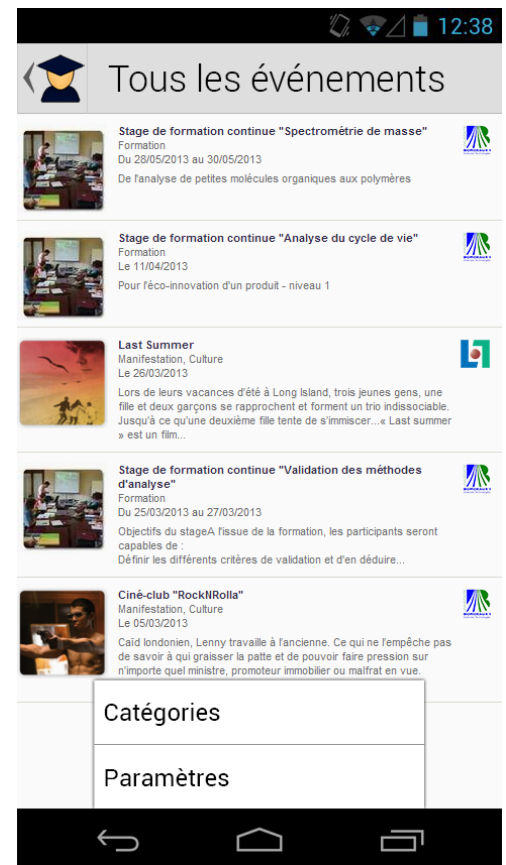 12:38
Tous les événements
Stage de formation continue "Spectrométrie de masse"
Formation
Du 28/05/2013 au 30/05/2013
De l'analyse de petites molécules organiques aux polymères
Stage de formation continue "Analyse du cycle de vie"
Formation
Le 11/04/2013
Pour l'éco-innovation d'un produit - niveau 1
Last Summer
Manifestation, Culture
Le 26/03/2013
Lors de leurs vacances d'été à Long Island, trois jeunes gens, une
fille et deux garçons se rapprochent et forment un trio indissociable.
Jusqu'à ce qu'une deuxième fille tente de s'immiscer...« Last summer
» est un film...
Stage de formation continue "Validation des méthodes
d'analyse"
Formation
Du 25/03/2013 au 27/03/2013
Objectifs du stageA l'issue de la formation, les participants seront
capables de :
Définir les différents critères de validation et d'en déduire...
Ciné-club "RockNRolla"
Manifestation, Culture
Le 05/03/2013
Caïd londonien, Lenny travaille à l'ancienne. Ce qui ne l'empêche pas
de savoir à qui graisser la patte et de pouvoir faire pression sur
n'importe quel ministre, promoteur immobilier ou malfrat en vue.
Catégories
Paramètres